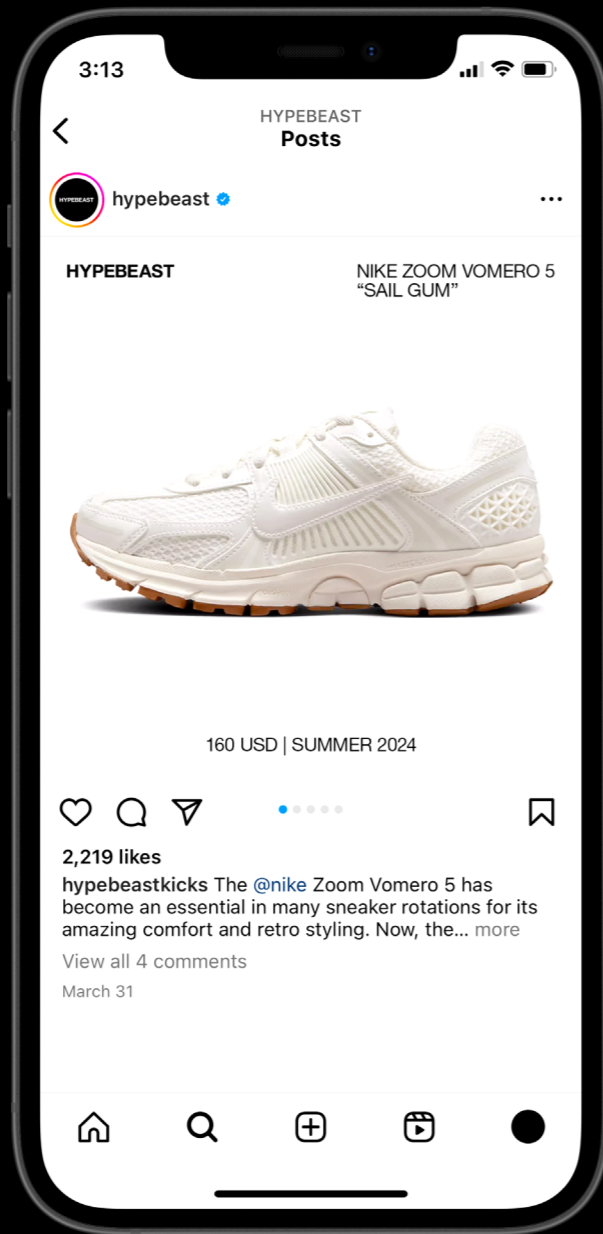 3:13
HYPEBEAST
Posts
HYPEBEAST
hypebeast
HYPEBEAST
NIKE ZOOM VOMERO 5
“SAIL GUM”
160 USD | SUMMER 2024
2,219 likes
hypebeastkicks The @nike Zoom Vomero 5 has
become an essential in many sneaker rotations for its
amazing comfort and retro styling. Now, the... more
View all 4 comments
March 31